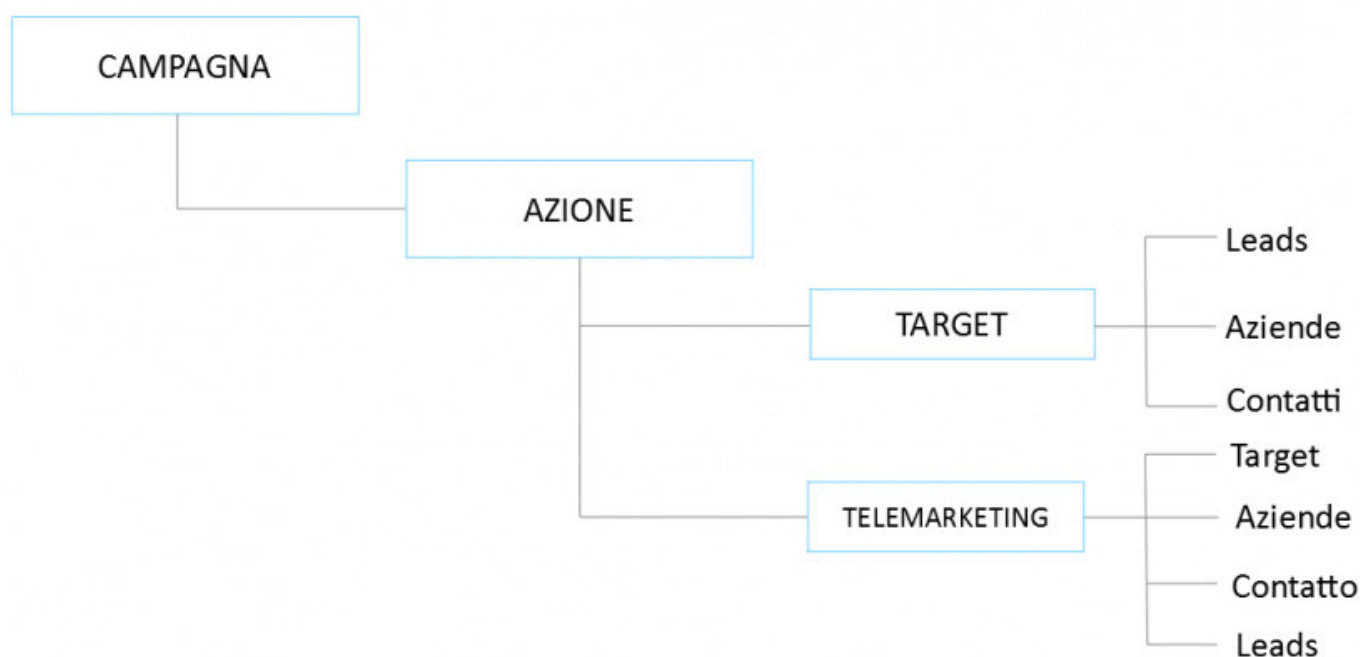 CAMPAGNA
AZIONE
TARGET
Leads
Aziende
Contatti
TELEMARKETING
Target
Aziende
Contatto
Leads